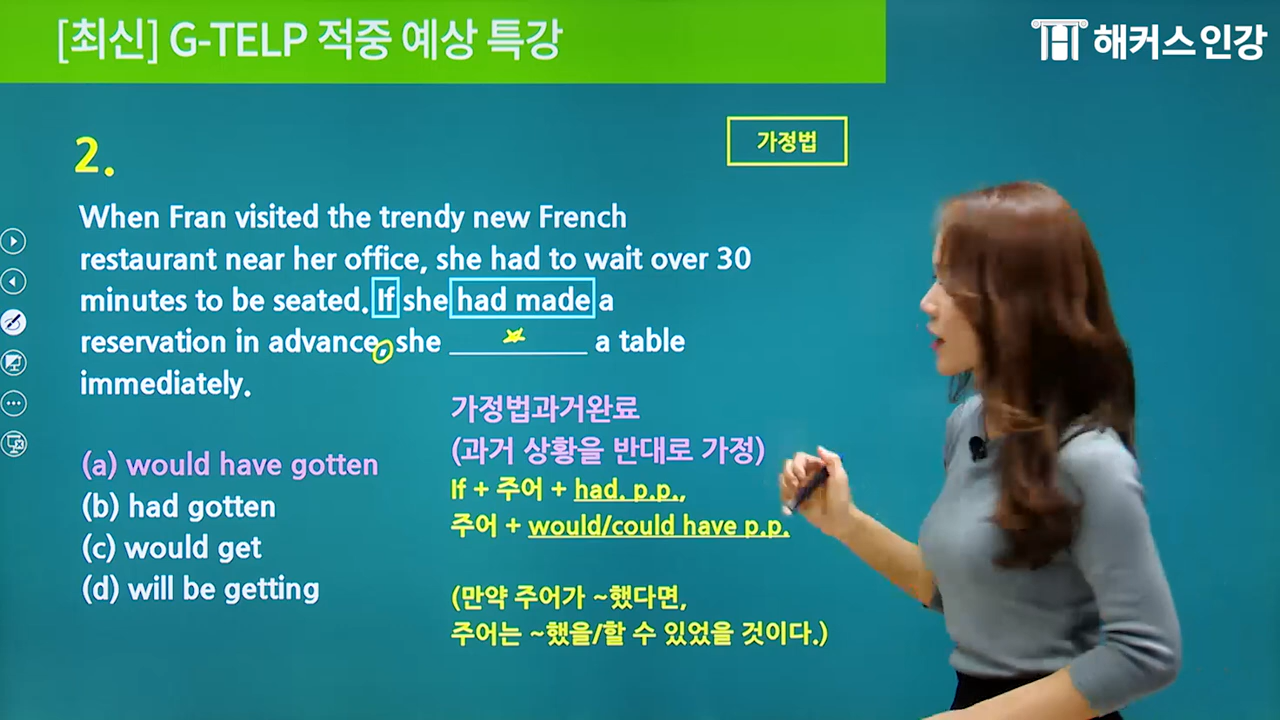 [최신] G-TELP 적중 예상 특강
해커스인강
가정법
2.
When Fran visited the trendy new French
restaurant near her office, she had to wait over 30
minutes to be seated. If she had made a
reservation in advance, she ________ a table
immediately.
(a) would have gotten
(b) had gotten
(c) would get
(d) will be getting
가정법과거완료
(과거 상황을 반대로 가정)
If + 주어 + had. p.p.,
주어 + would/could have p.p.
(만약 주어가 ~했다면,
주어는 ~했을/할 수 있었을 것이다.)